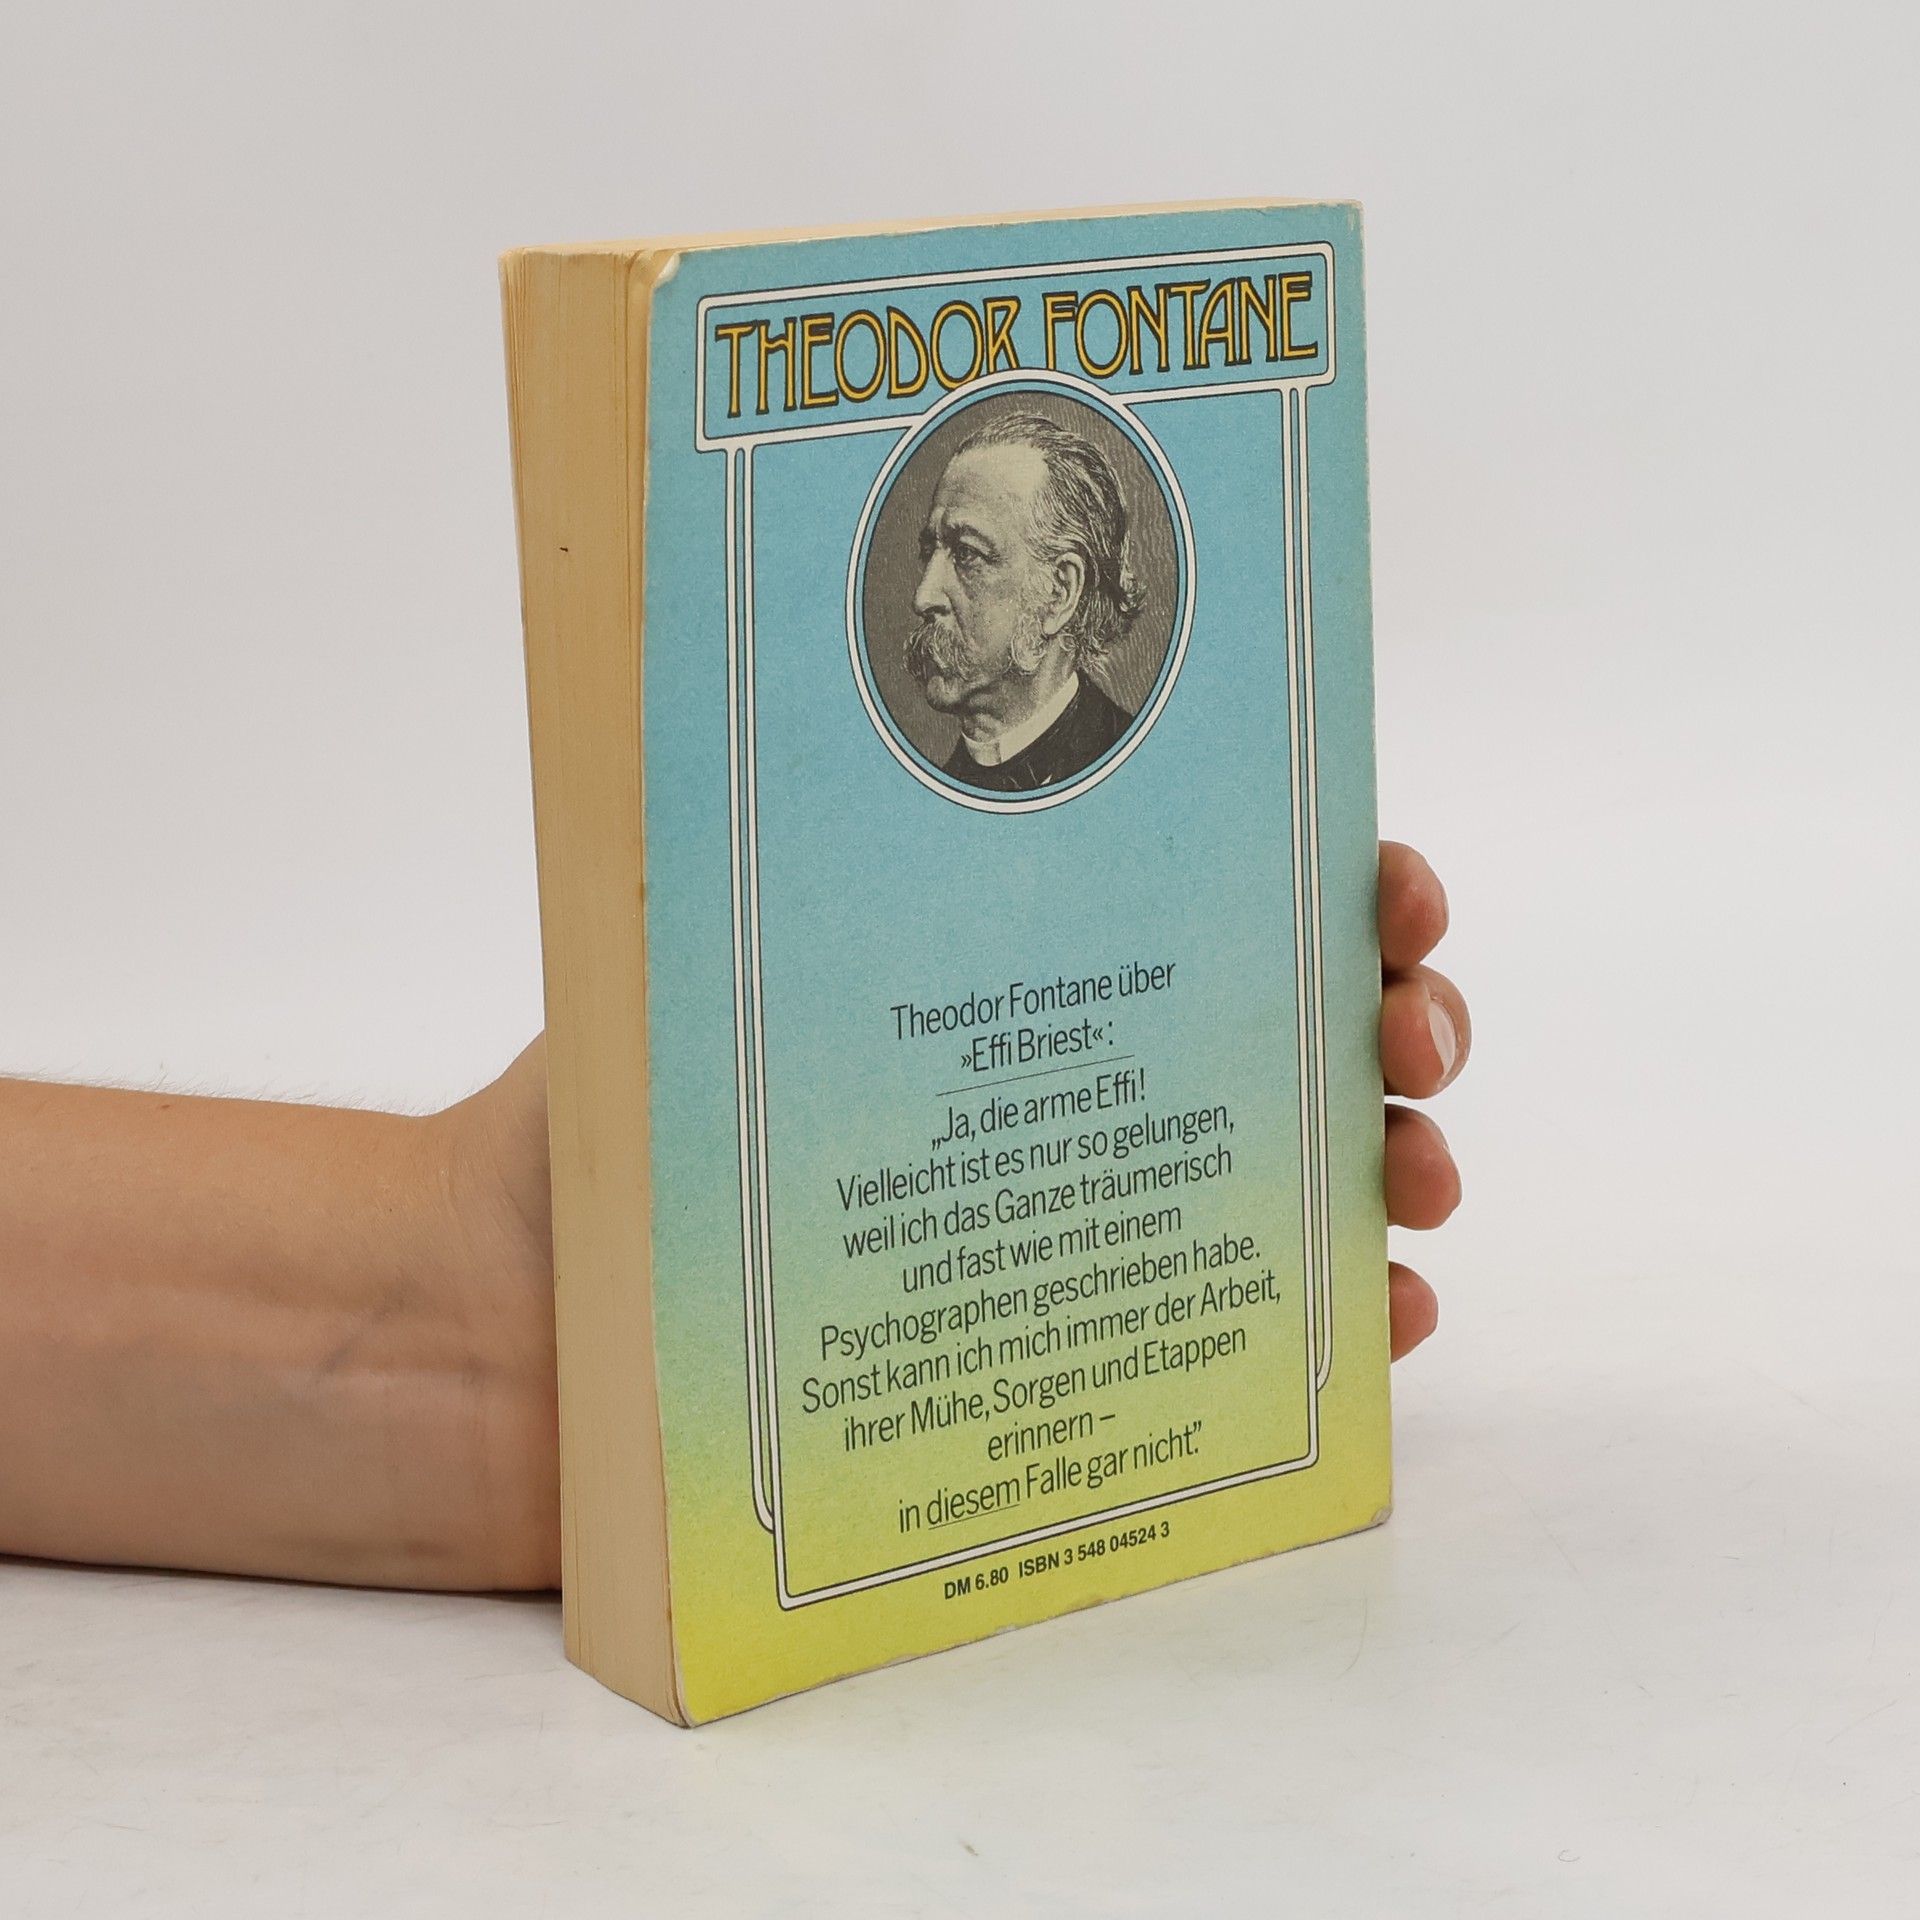 THEODOR FONTANE
Theodor Fontane über
»Effi Briest«:
„Ja, die arme Effi!
Vielleicht ist es nur so gelungen,
weil ich das Ganze träumerisch
und fast wie mit einem
Psychographen geschrieben habe.
Sonst kann ich mich immer der Arbeit,
ihrer Mühe, Sorgen und Etappen
erinnern –
in diesem Falle gar nicht.”
DM 6.80 ISBN 3 548 04524 3